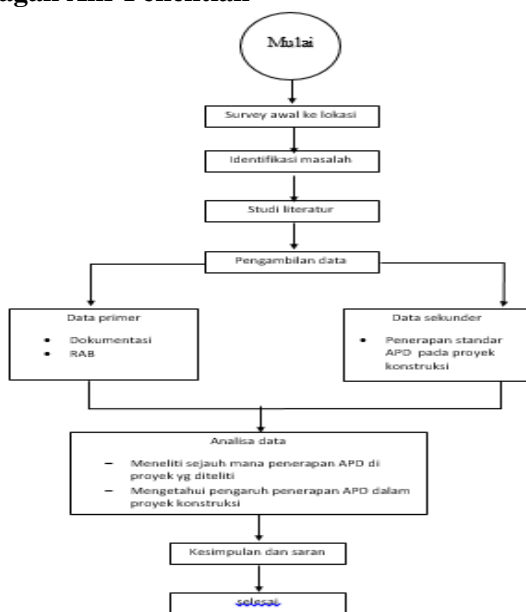 Mulai
Survey awal ke lokasi
Identifikasi masalah
Studi literatur
Pengambilan data
Data primer
• Dokumentasi
• RAB
Data sekunder
• Penerapan standar
APD pada proyek
konstruksi
Analisa data
– Meneliti sejauh mana penerapan APD di
proyek yg diteliti
– Mengetahui pengaruh penerapan APD dalam
proyek konstruksi
Kesimpulan dan saran
selesai